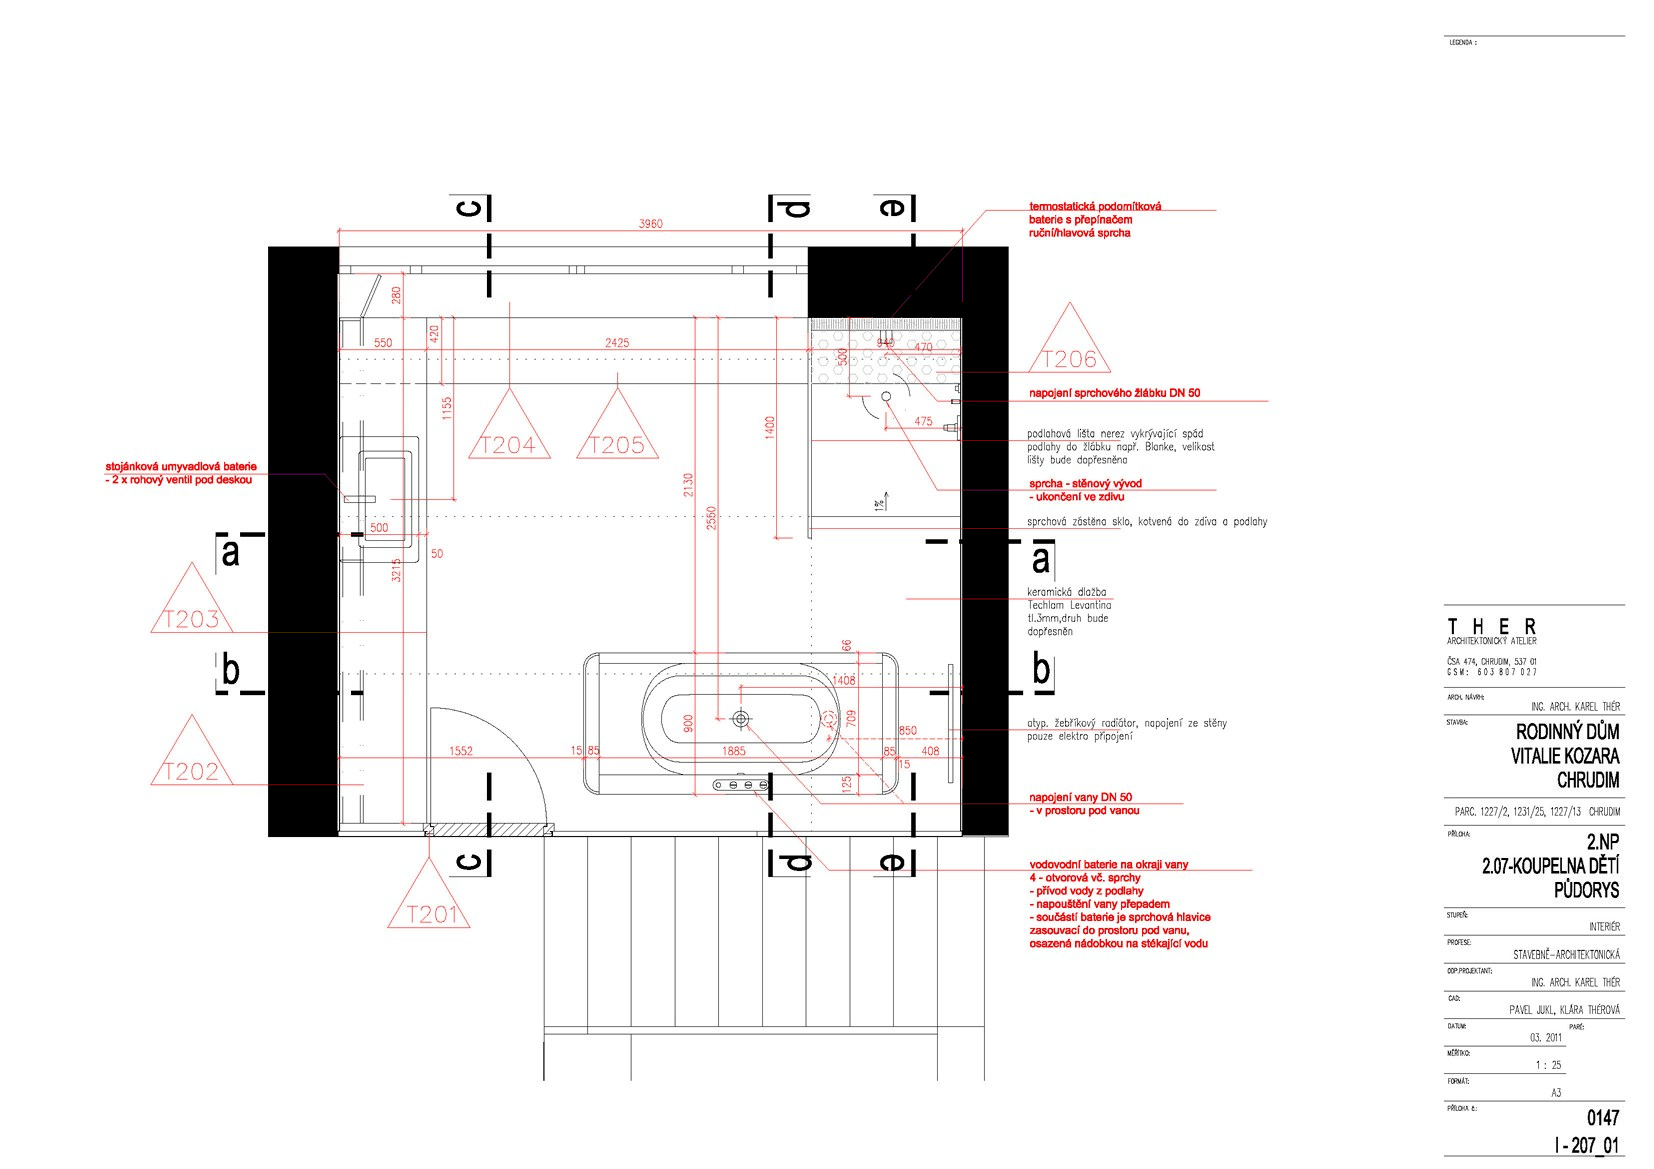 LEGENDA :
c
d
e
3960
termostatická podomítková
baterie s přepínačem
ruční/hlavová sprcha
280
420
550
2425
940
470
500
T206
1155
1400
475
napojení sprchového žlábku DN 50
T204
T205
podlahová lišta nerez vykrývající spád
podlahy do žlábku např. Blanke, velikost
lišty bude dopřesněna
stojánková umyvadlová baterie
- 2 x rohový ventil pod deskou
2130
2550
1%
sprcha - stěnový vývod
- ukončení ve zdivu
sprchová zástěna sklo, kotvená do zdiva a podlahy
500
50
a
a
3215
T203
keramická dlažba
Techlam Levantina
tl.3mm,druh bude
dopřesněn
66
b
b
1408
900
709
850
atyp. žebříkový radiátor, napojení ze stěny
pouze elektro připojení
1552
15
85
1885
85
408
15
125
T202
napojení vany DN 50
- v prostoru pod vanou
c
d
e
T201
vodovodní baterie na okraji vany
4 - otvorová vč. sprchy
- přívod vody z podlahy
- napouštění vany přepadem
- součástí baterie je sprchová hlavice
zasouvací do prostoru pod vanu,
osazená nádobkou na stékající vodu
THER
ARCHITEKTONICKÝ ATELIER
ČSA 474, CHRUDIM, 537 01
GSM: 603 807 027
ARCH. NÁVRH:
ING. ARCH. KAREL THÉR
STAVBA:
RODINNÝ DŮM
VITALIE KOZARA
CHRUDIM
PARC. 1227/2, 1231/25, 1227/13 CHRUDIM
PŘÍLOHA:
2.NP
2.07-KOUPELNA DĚTÍ
PŮDORYS
STUPEŇ:
INTERIÉR
PROFESE:
STAVEBNĚ-ARCHITEKTONICKÁ
ODP.PROJEKTANT:
ING. ARCH. KAREL THÉR
CAD:
PAVEL JUKL, KLÁRA THÉROVÁ
DATUM:
PARÉ:
03. 2011
MĚŘÍTKO:
1 : 25
FORMÁT:
A3
PŘÍLOHA č.:
0147
I - 207_01